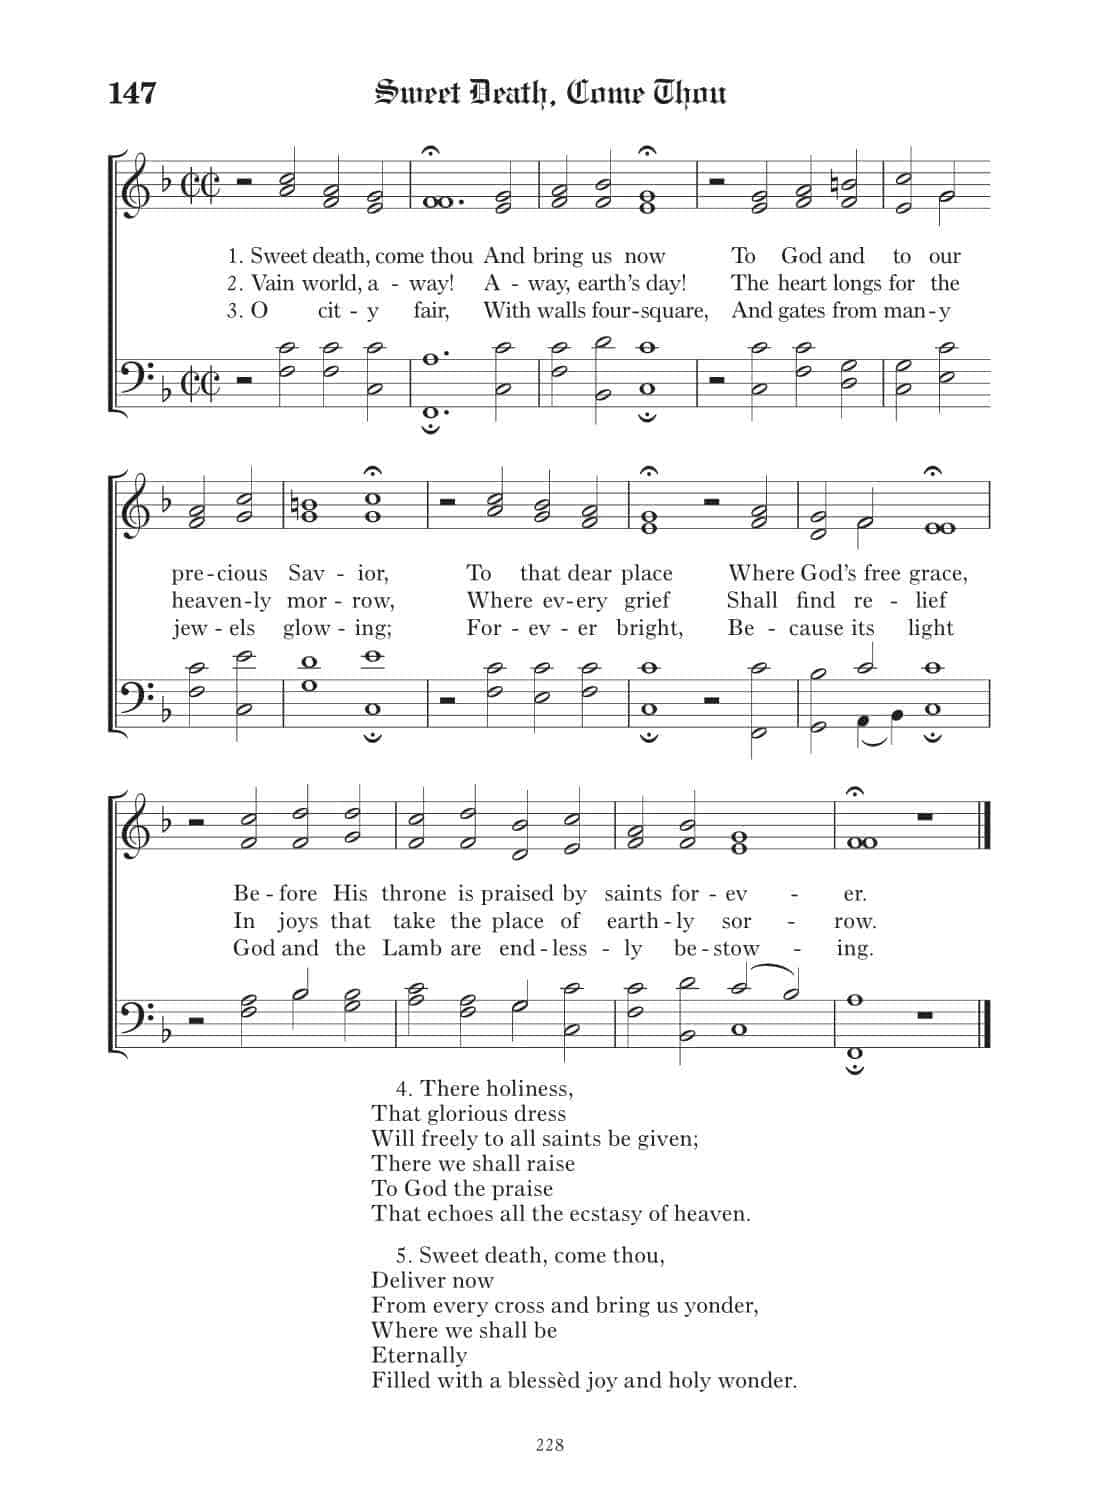 147 Sweet Death, Come Thou
1. Sweet death, come thou And bring us now To God and to our
2. Vain world, a - way! A - way, earth's day! The heart longs for the
3. O cit - y fair, With walls four-square, And gates from man - y
pre - cious Sav - ior, To that dear place Where God's free grace,
heaven-ly mor - row, Where ev-ery grief Shall find re - lief
jew - els glow - ing; For - ev - er bright, Be - cause its light
Be - fore His throne is praised by saints for - ev - er.
In joys that take the place of earth - ly sor - row.
God and the Lamb are end - less - ly be - stow - ing.
4. There holiness,
That glorious dress
Will freely to all saints be given;
There we shall raise
To God the praise
That echoes all the ecstasy of heaven.
5. Sweet death, come thou,
Deliver now
From every cross and bring us yonder,
Where we shall be
Eternally
Filled with a blessèd joy and holy wonder.
228